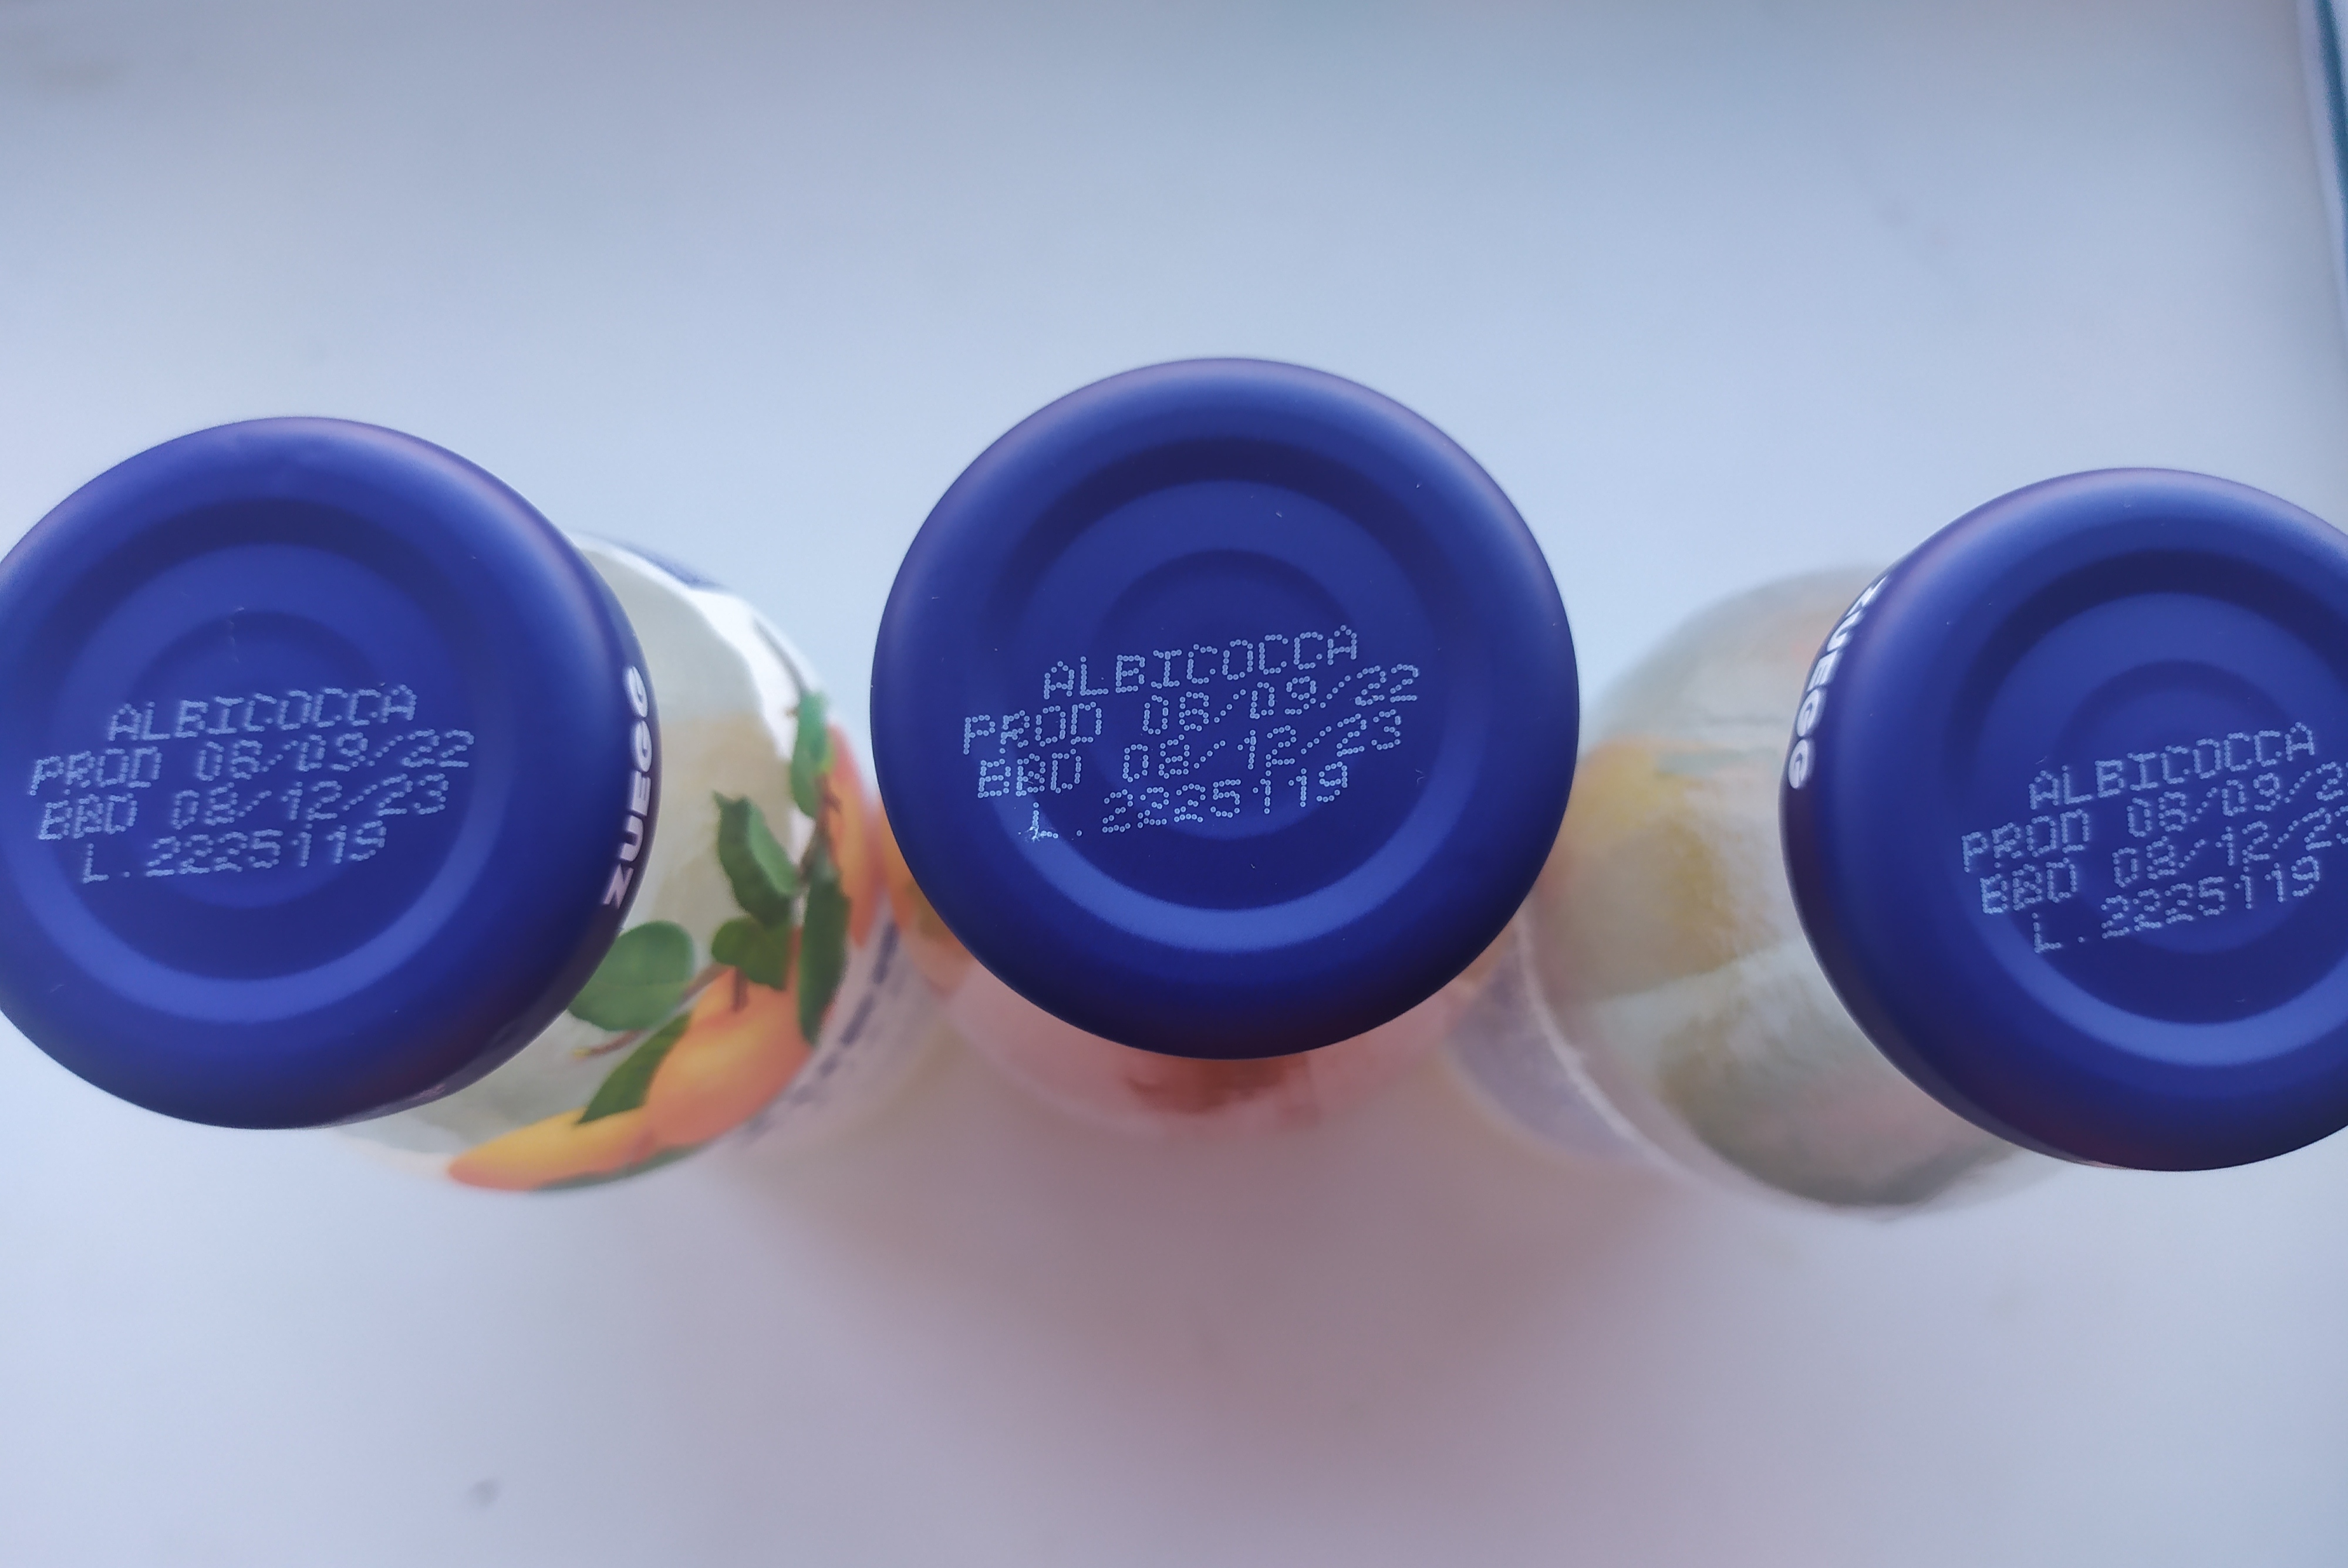 ALBICOCCA
PROD 08/09/22
BBD 08/12/23
L.2225119
ZUEGG
ALBICOCCA
PROD 08/09/22
BBD 08/12/23
L.2225119
ZUEGG
ALBICOCCA
PROD 08/09/22
BBD 08/12/23
L.2225119